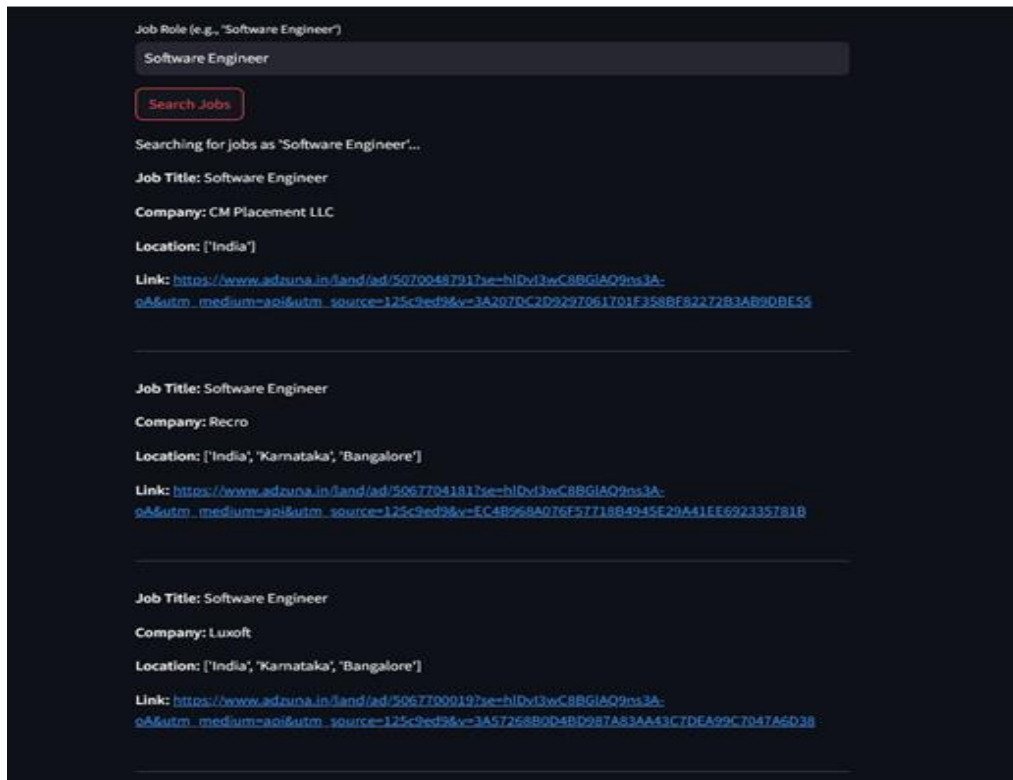 Job Role (e.g., "Software Engineer")
Software Engineer
Search Jobs
Searching for jobs as 'Software Engineer'...
Job Title: Software Engineer
Company: CM Placement LLC
Location: ['India']
Link: https://www.adzuna.in/land/ad/5070048791?se=hlDvt3wC8BGlAQ9ns3A-
oA&utm_medium=api&utm_source=125c9ed9&v=3A207DC2D9297061701F358BF82272B3AB9DBE55
Job Title: Software Engineer
Company: Recro
Location: ['India', 'Karnataka', 'Bangalore']
Link: https://www.adzuna.in/land/ad/5067704181?se=hlDvt3wC8BGlAQ9ns3A-
oA&utm_medium=api&utm_source=125c9ed9&v=EC4B968A076F57718B4945E29A41EE692335781B
Job Title: Software Engineer
Company: Luxoft
Location: ['India', 'Karnataka', 'Bangalore']
Link: https://www.adzuna.in/land/ad/5067700019?se=hlDvt3wC8BGlAQ9ns3A-
oA&utm_medium=api&utm_source=125c9ed9&v=3A57268B0D4BD987A83AA43C7DEA99C7047A6D38